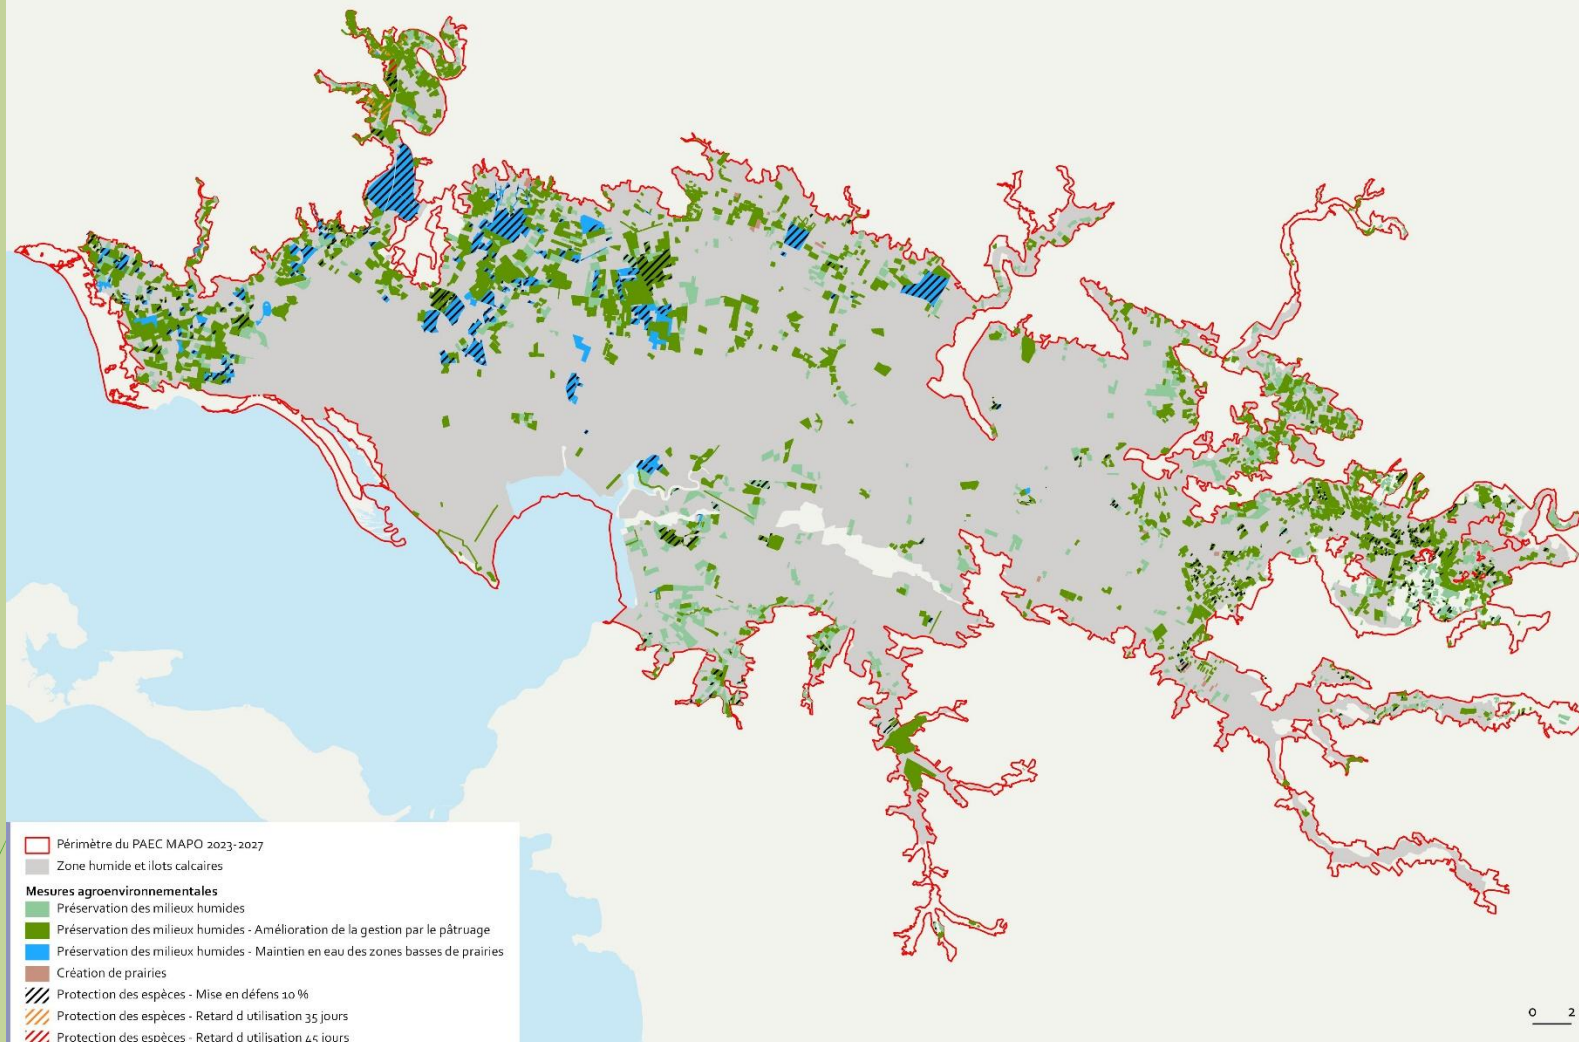 Périmètre du PAEC MAPO 2023-2027
Zone humide et ilots calcaires
Mesures agroenvironnementales
Préservation des milieux humides
Préservation des milieux humides - Amélioration de la gestion par le pâtruage
Préservation des milieux humides - Maintien en eau des zones basses de prairies
Création de prairies
Protection des espèces - Mise en défens 10 %
Protection des espèces - Retard d utilisation 35 jours
Protection des espèces - Retard d utilisation 45 jours
0 2